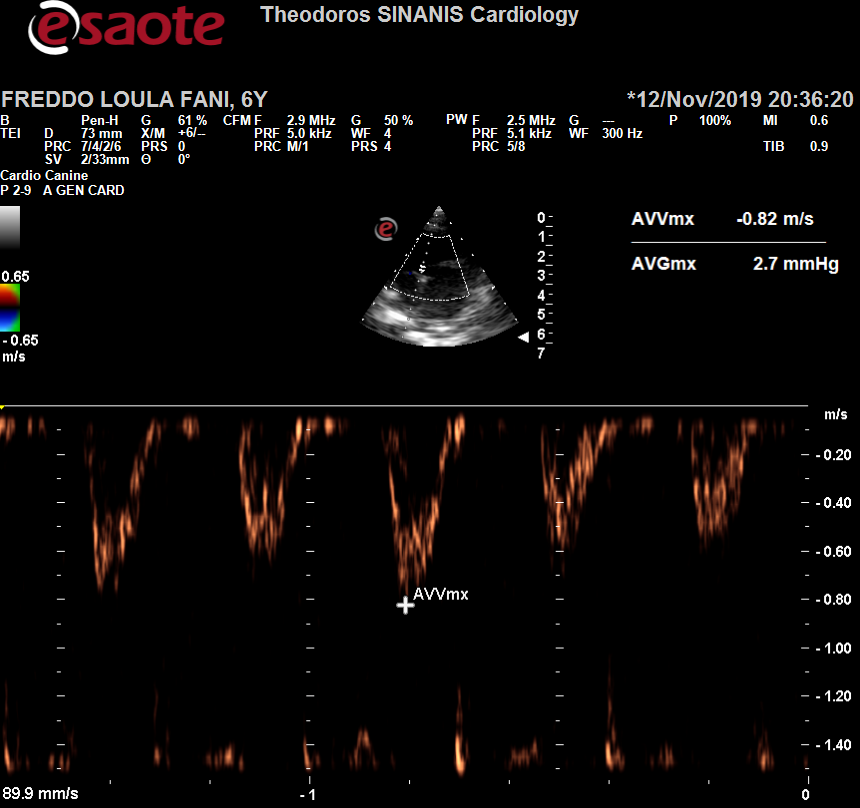 esaote
Theodoros SINANIS Cardiology
FREDDO LOULA FANI, 6Y *12/Nov/2019 20:36:20
B Pen-H G 61 % CFM F 2.9 MHz G 50 % PW F 2.5 MHz G --- P 100% MI 0.6
TEI D 73 mm X/M +6/-- PRF 5.0 kHz WF 4 PRF 5.1 kHz WF 300 Hz
PRC 7/4/2/6 PRS 0 PRC M/1 PRS 4 PRC 5/8 TIB 0.9
SV 2/33mm Θ 0°
Cardio Canine
P 2-9 A GEN CARD
e
0
1
2
3
4
5
6
7
AVVmx -0.82 m/s
AVGmx 2.7 mmHg
0.65
- 0.65
m/s
m/s
- 0.20
- 0.40
- 0.60
- 0.80
- 1.00
- 1.20
- 1.40
AVVmx
89.9 mm/s
- 1
0